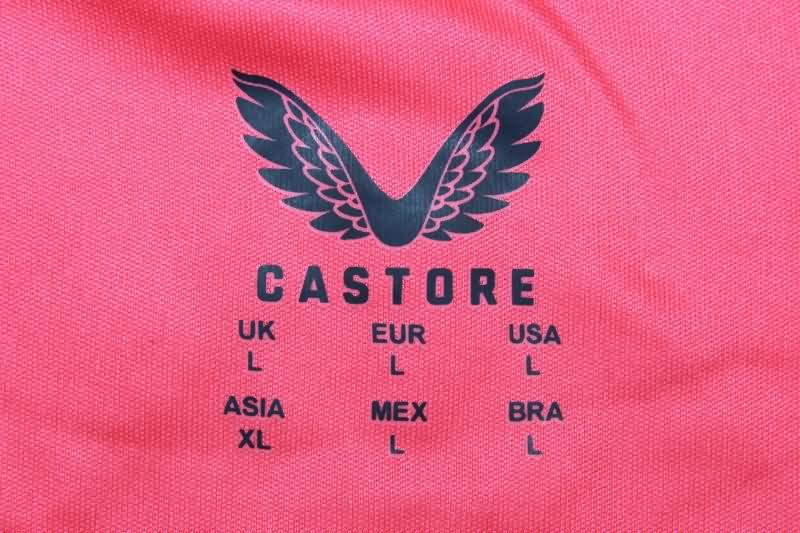 CASTORE
UK EUR USA
L L L
ASIA MEX BRA
XL L L